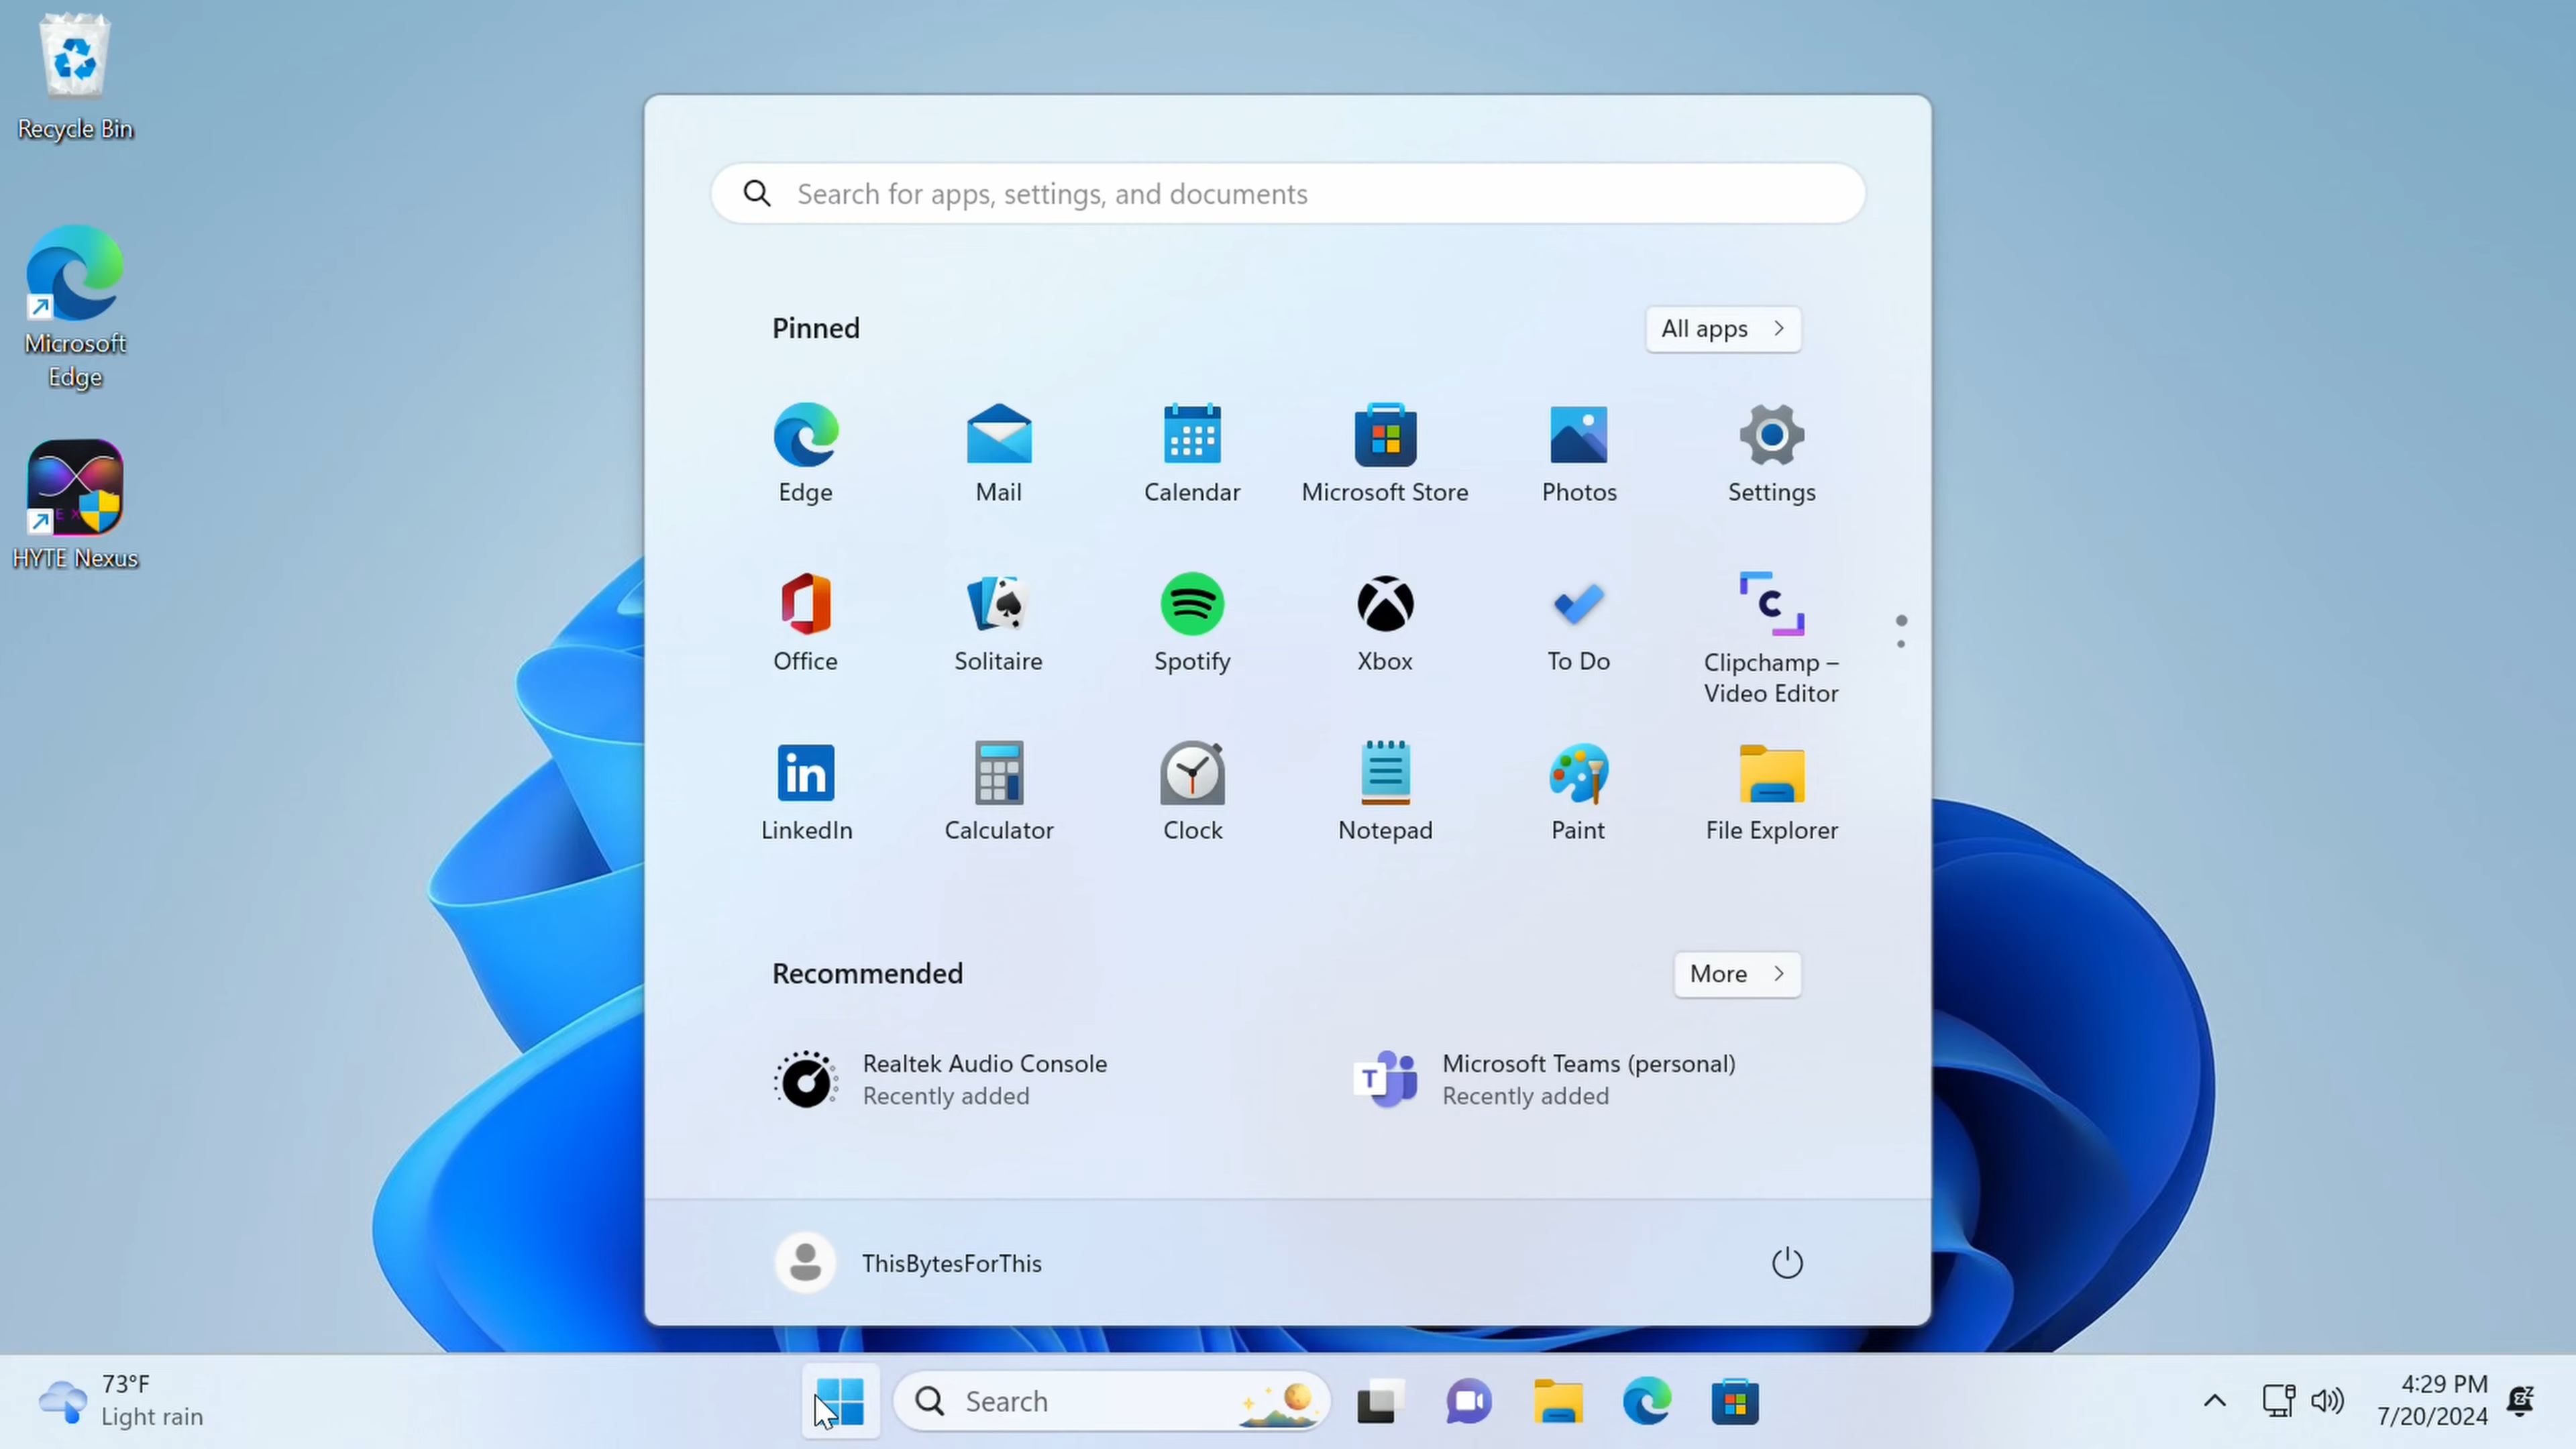 Recycle Bin
Microsoft
Edge
HYTE Nexus
Search for apps, settings, and documents
Pinned
All apps
Edge
Mail
Calendar
Microsoft Store
Photos
Settings
Office
Solitaire
Spotify
Xbox
To Do
Clipchamp –
Video Editor
LinkedIn
Calculator
Clock
Notepad
Paint
File Explorer
Recommended
More
Realtek Audio Console
Recently added
Microsoft Teams (personal)
Recently added
ThisBytesForThis
73°F
Light rain
Search
4:29 PM
7/20/2024